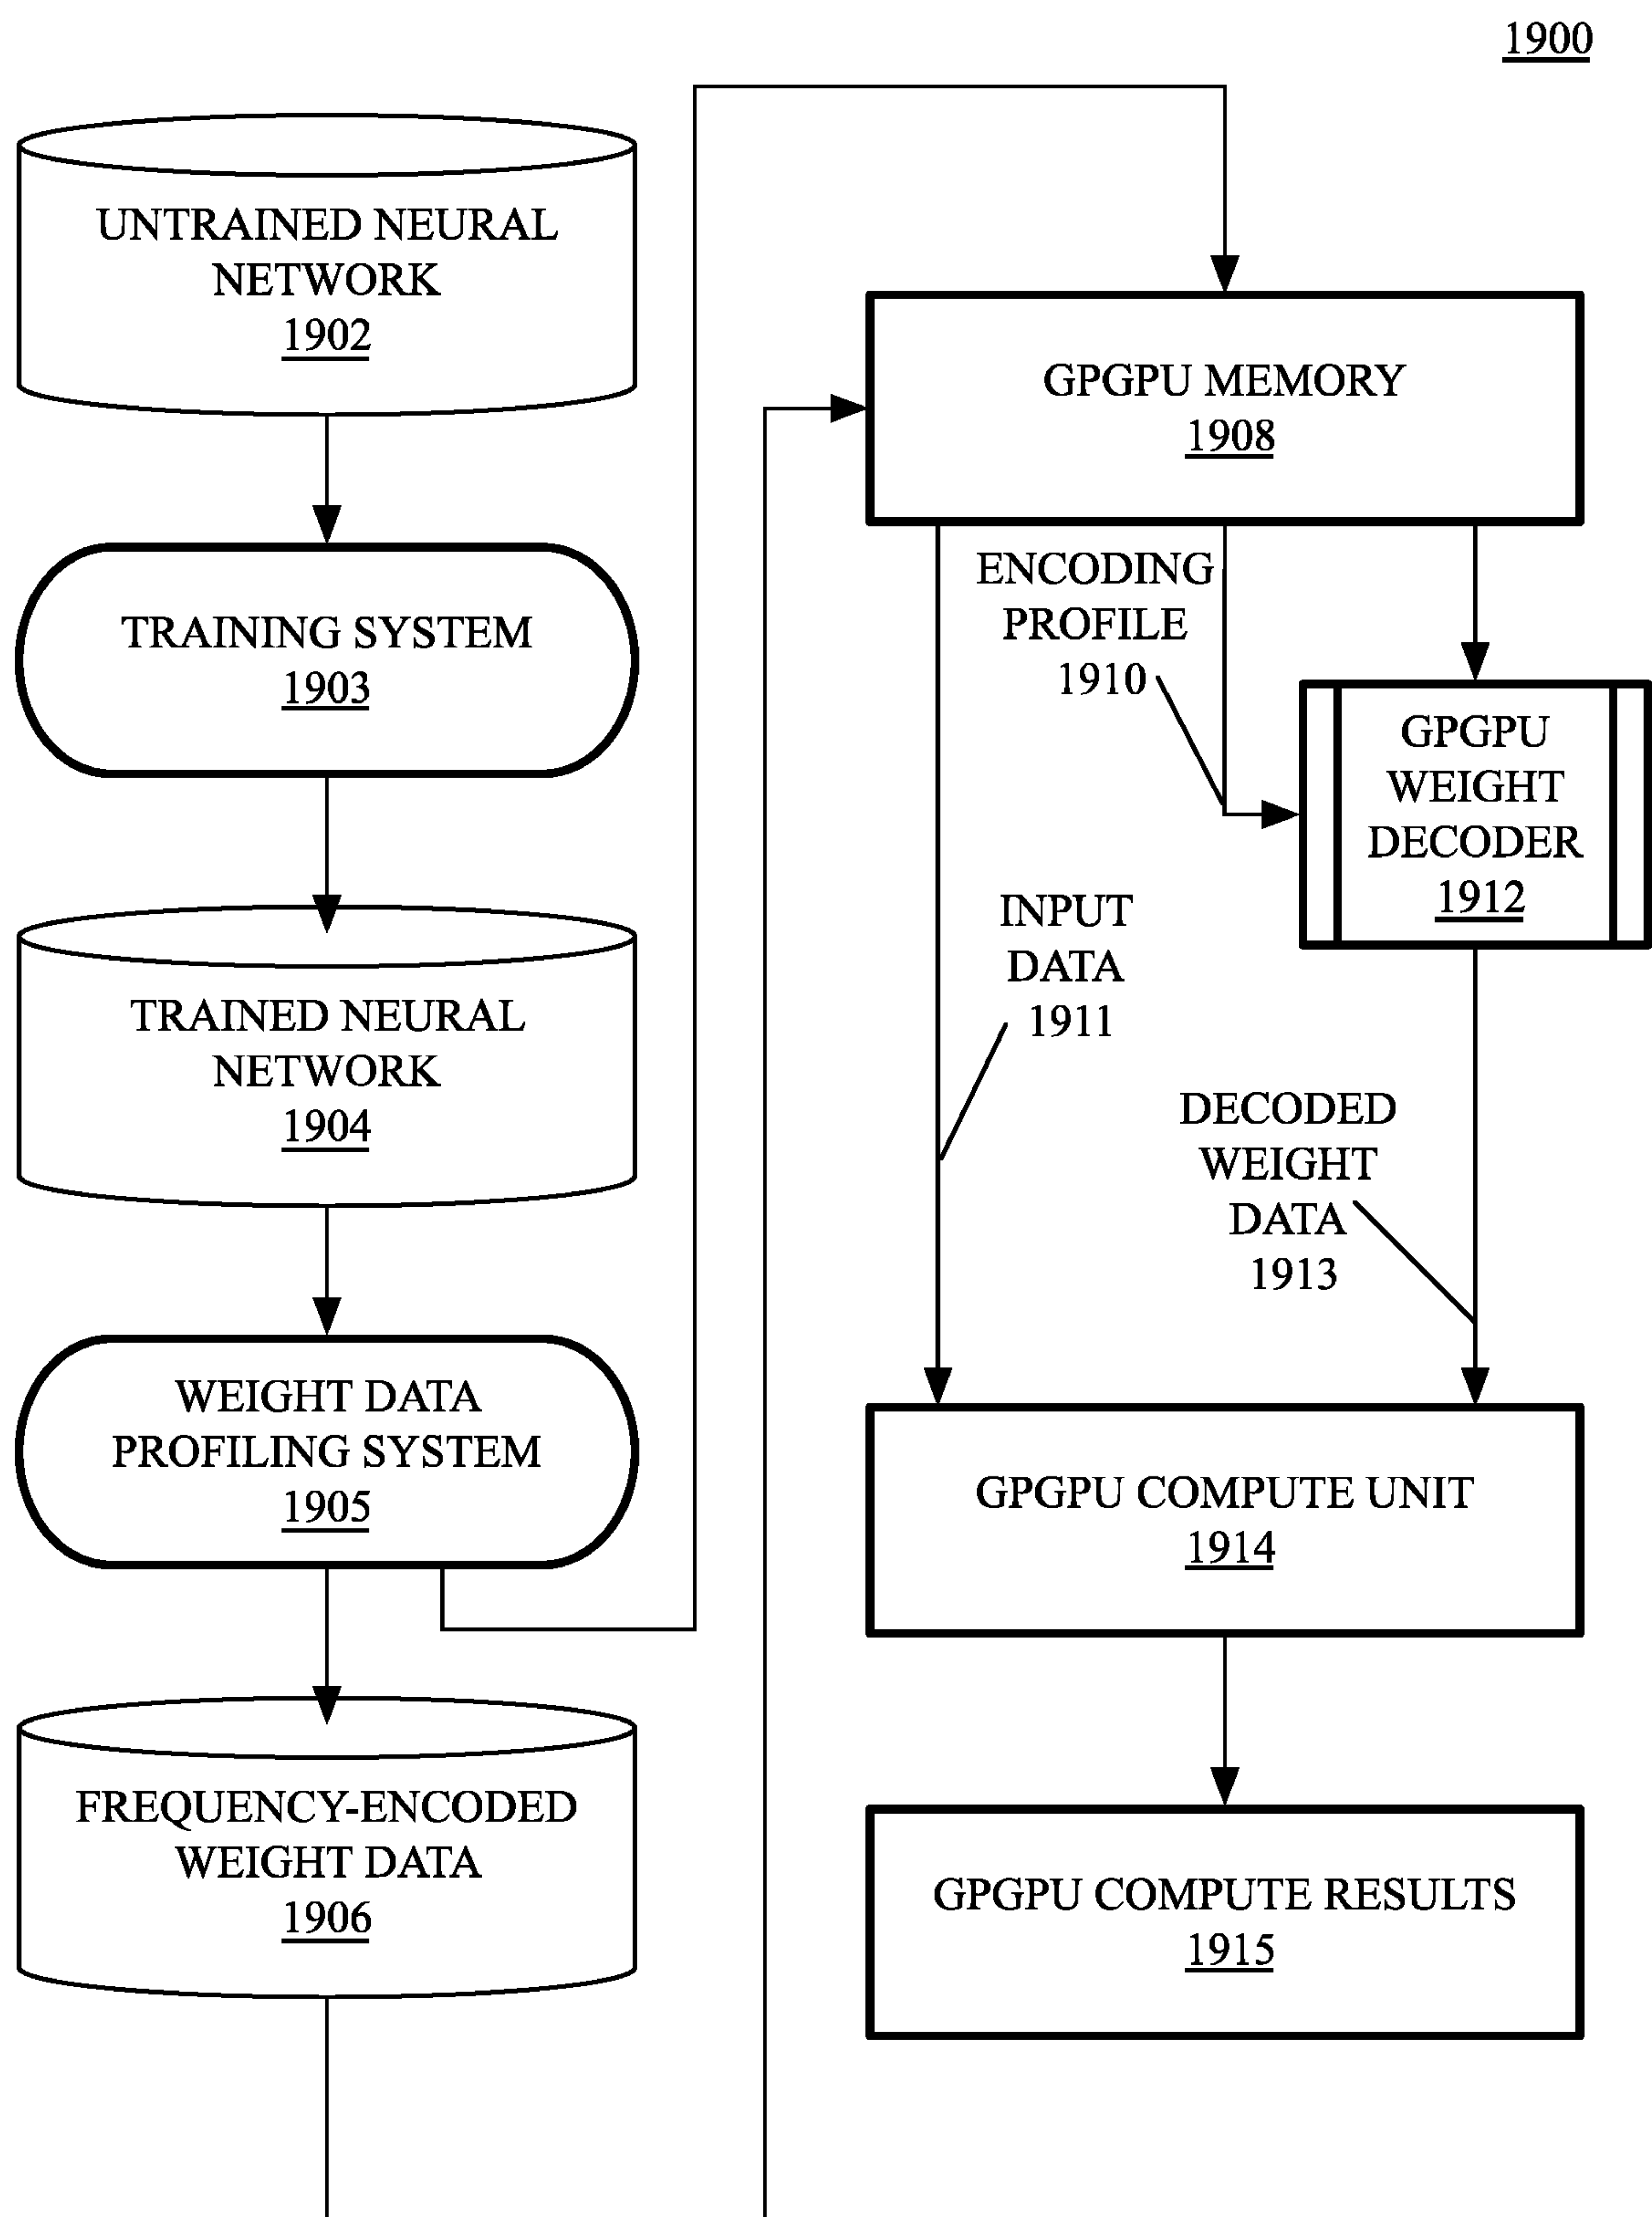 1900
UNTRAINED NEURAL
NETWORK
1902
TRAINING SYSTEM
1903
TRAINED NEURAL
NETWORK
1904
WEIGHT DATA
PROFILING SYSTEM
1905
FREQUENCY-ENCODED
WEIGHT DATA
1906
GPGPU MEMORY
1908
ENCODING
PROFILE
1910
GPGPU
WEIGHT
DECODER
1912
INPUT
DATA
1911
DECODED
WEIGHT
DATA
1913
GPGPU COMPUTE UNIT
1914
GPGPU COMPUTE RESULTS
1915